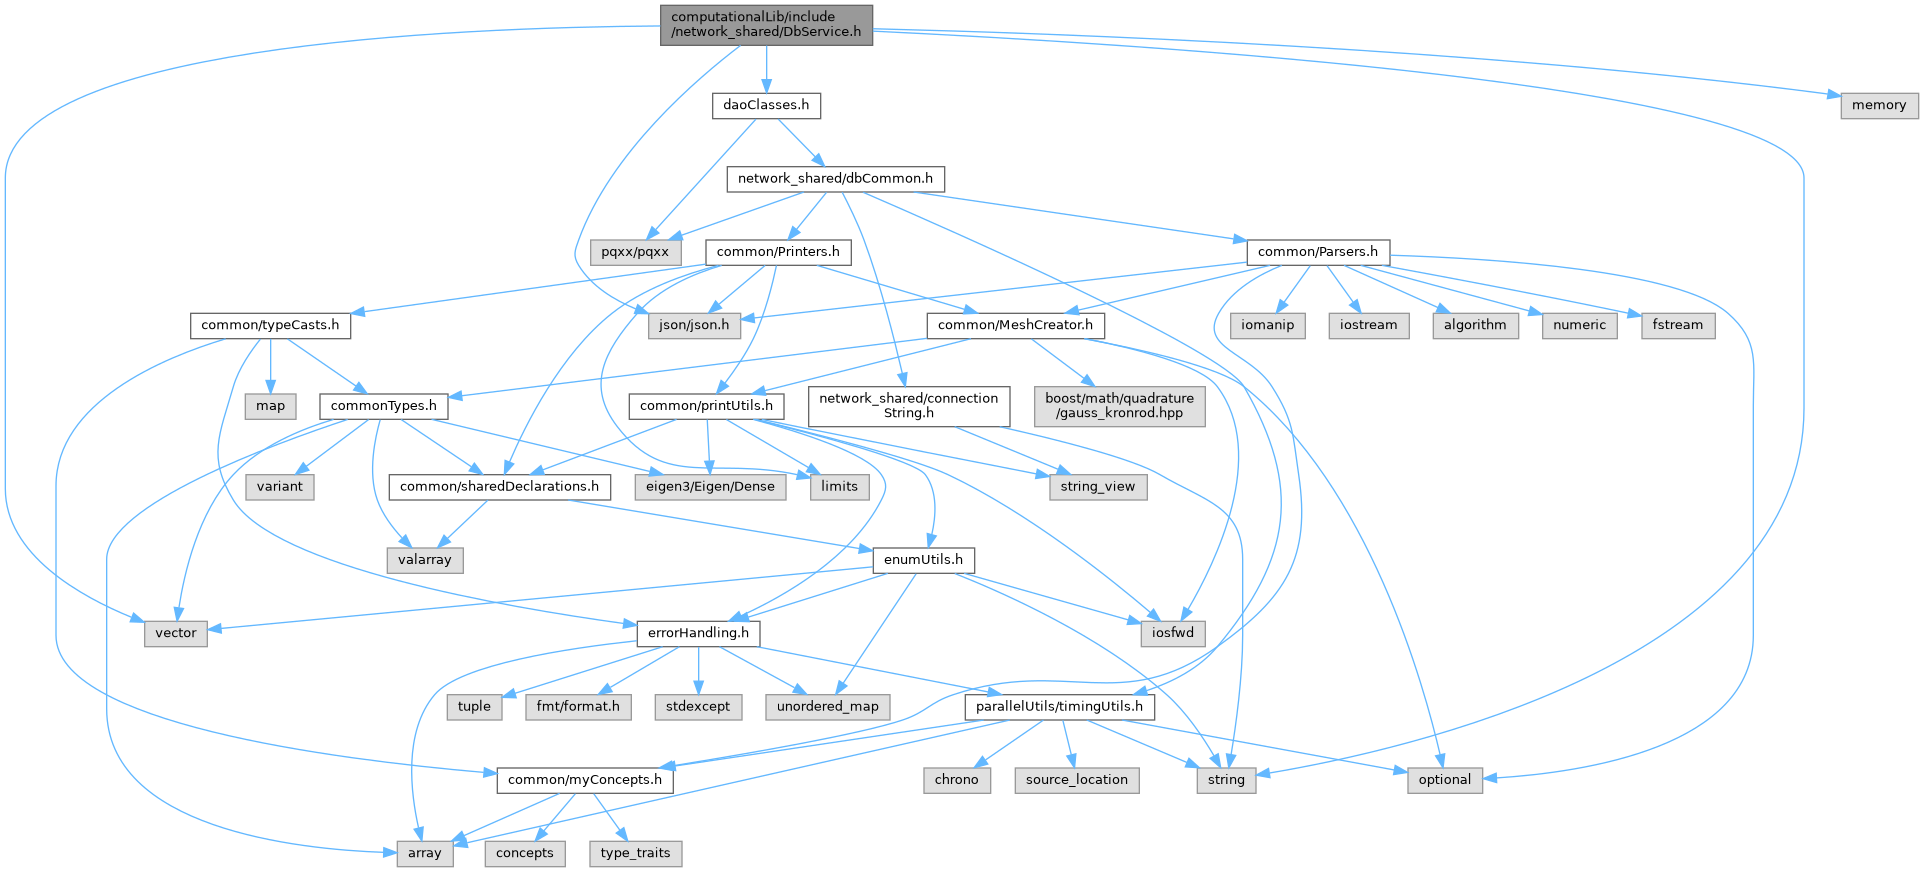 computationalLib/include
/network_shared/DbService.h
daoClasses.h
memory
network_shared/dbCommon.h
pqxx/pqxx
common/Printers.h
common/Parsers.h
common/typeCasts.h
json/json.h
common/MeshCreator.h
iomanip
iostream
algorithm
numeric
fstream
map
commonTypes.h
common/printUtils.h
network_shared/connection
String.h
boost/math/quadrature
/gauss_kronrod.hpp
variant
common/sharedDeclarations.h
eigen3/Eigen/Dense
limits
string_view
valarray
enumUtils.h
vector
errorHandling.h
iosfwd
tuple
fmt/format.h
stdexcept
unordered_map
parallelUtils/timingUtils.h
common/myConcepts.h
chrono
source_location
string
optional
array
concepts
type_traits